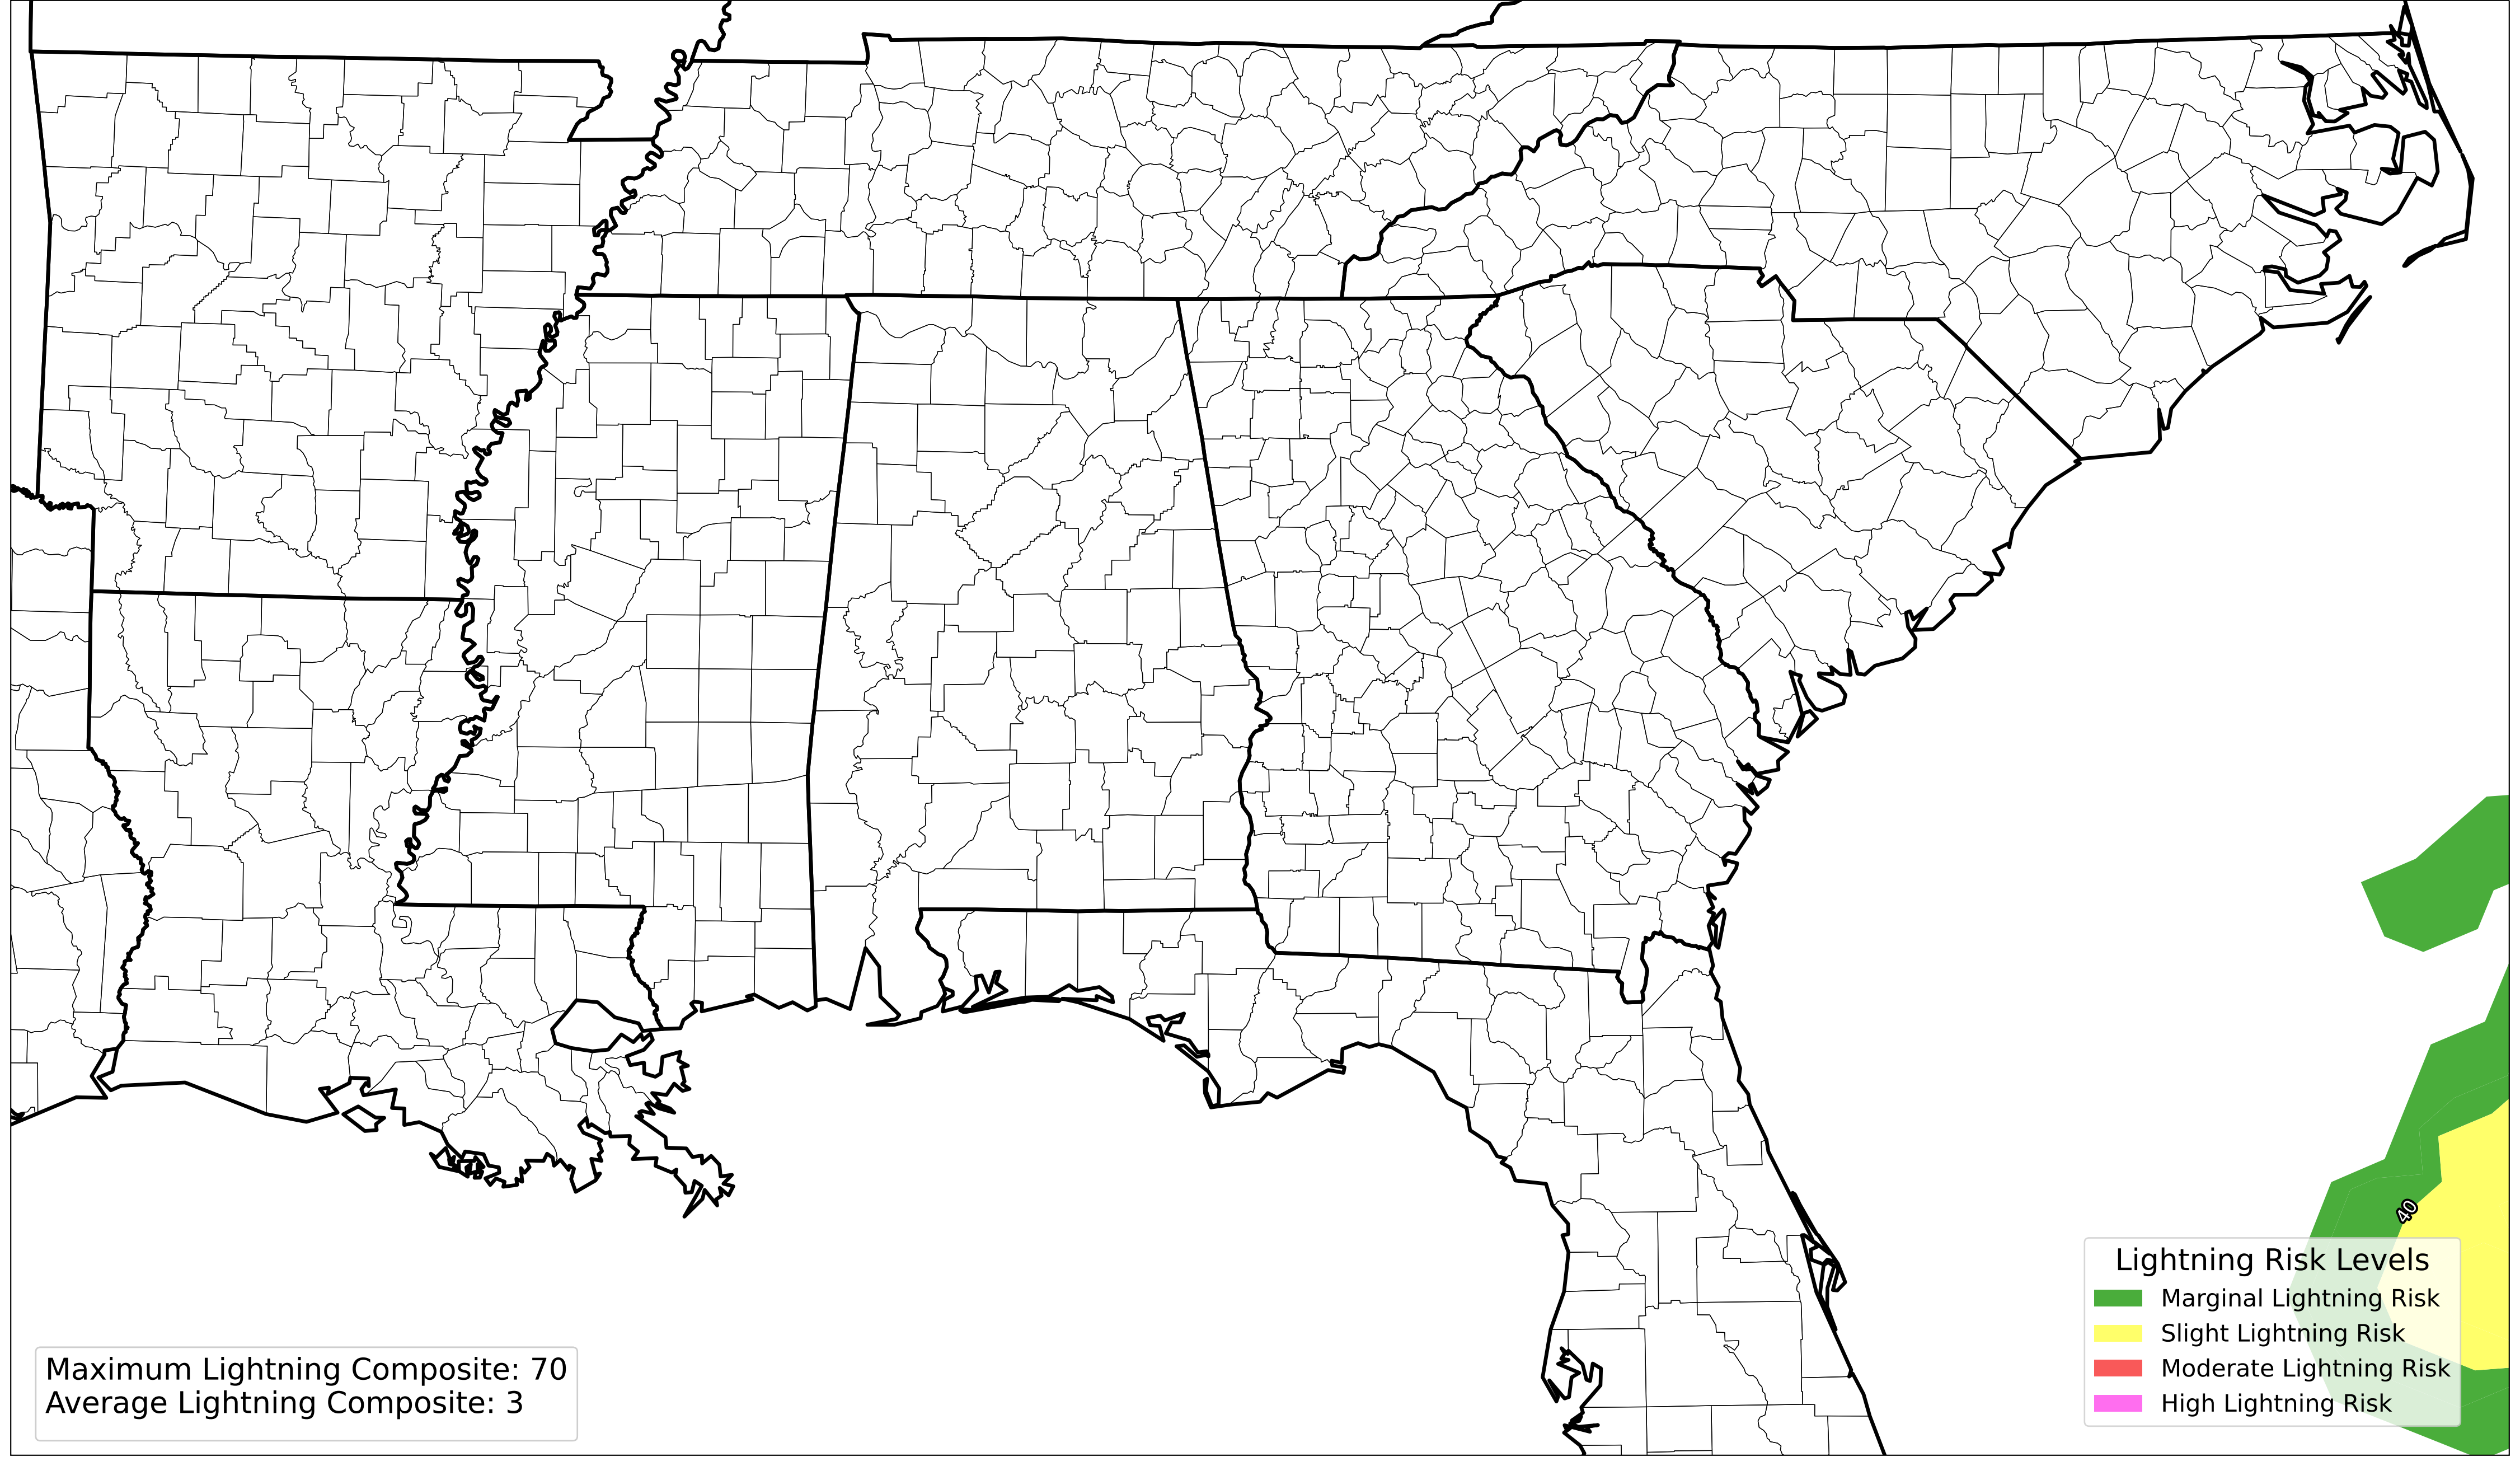 40
Lightning Risk Levels
Marginal Lightning Risk
Slight Lightning Risk
Moderate Lightning Risk
High Lightning Risk
Maximum Lightning Composite: 70
Average Lightning Composite: 3